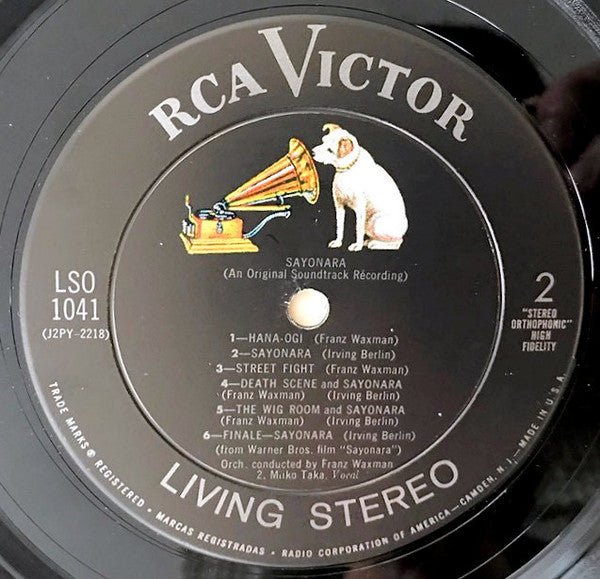 RCA VICTOR
SAYONARA
(An Original Soundtrack Recording)
LSO
1041
(J2PY-2218)
2
"STEREO
ORTHOPHONIC"
HIGH
FIDELITY
1—HANA-OGI (Franz Waxman)
2—SAYONARA (Irving Berlin)
3—STREET FIGHT (Franz Waxman)
4—DEATH SCENE and SAYONARA
(Franz Waxman) (Irving Berlin)
5—THE WIG ROOM and SAYONARA
(Franz Waxman) (Irving Berlin)
6—FINALE—SAYONARA (Irving Berlin)
(from Warner Bros. film "Sayonara")
Orch. conducted by Franz Waxman
2. Miiko Taka, Vocal
LIVING STEREO
TRADE MARKS ® REGISTERED • MARCAS REGISTRADAS • RADIO CORPORATION OF AMERICA—CAMDEN, N. J.—MADE IN U.S.A.